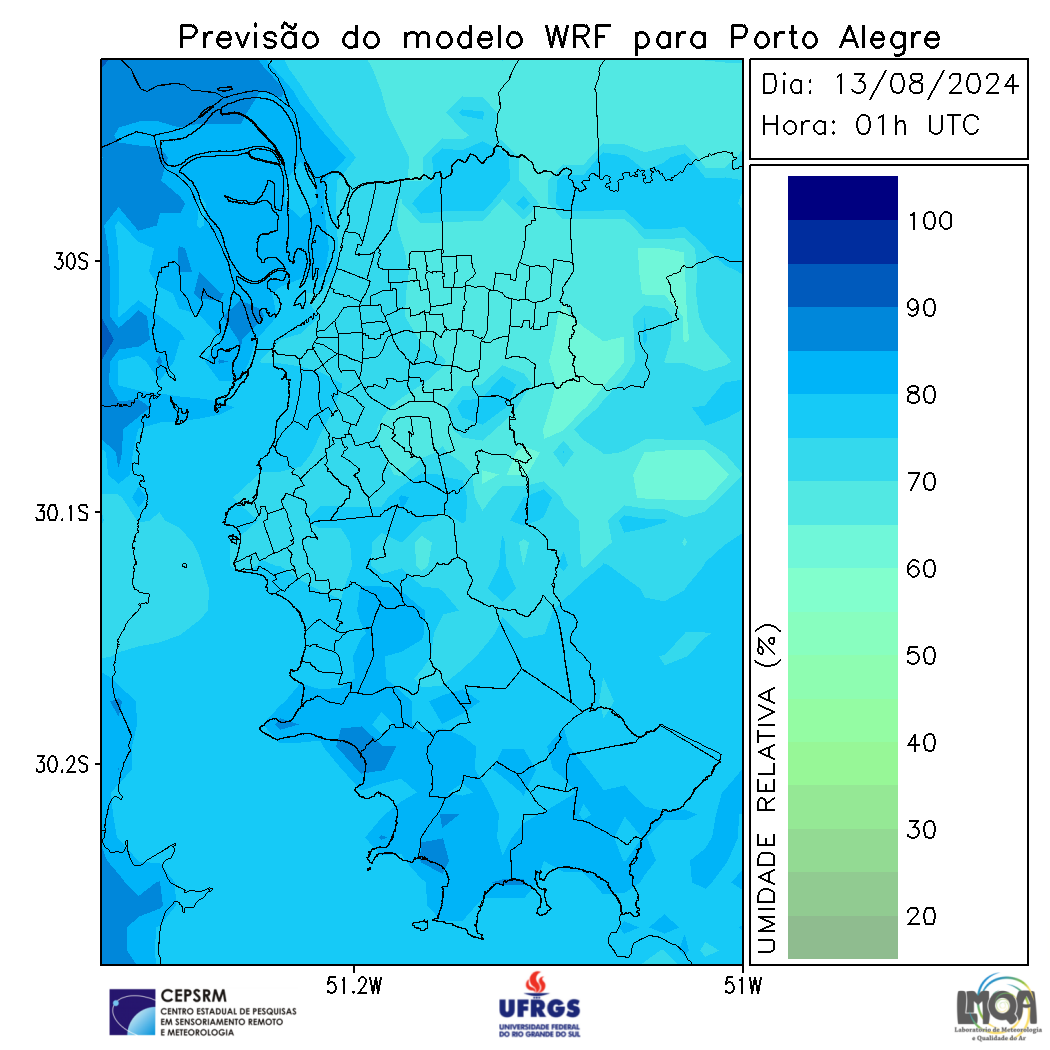 Previsão do modelo WRF para Porto Alegre
Dia: 13/08/2024
Hora: 01h UTC
30S
30.1S
30.2S
51.2W
51W
UMIDADE RELATIVA (%)
100
90
80
70
60
50
40
30
20
CEPSRM
CENTRO ESTADUAL DE PESQUISAS
EM SENSORIAMENTO REMOTO
E METEOROLOGIA
UFRGS
UNIVERSIDADE FEDERAL
DO RIO GRANDE DO SUL
LMQA
Laboratório de Meteorologia
e Qualidade do Ar